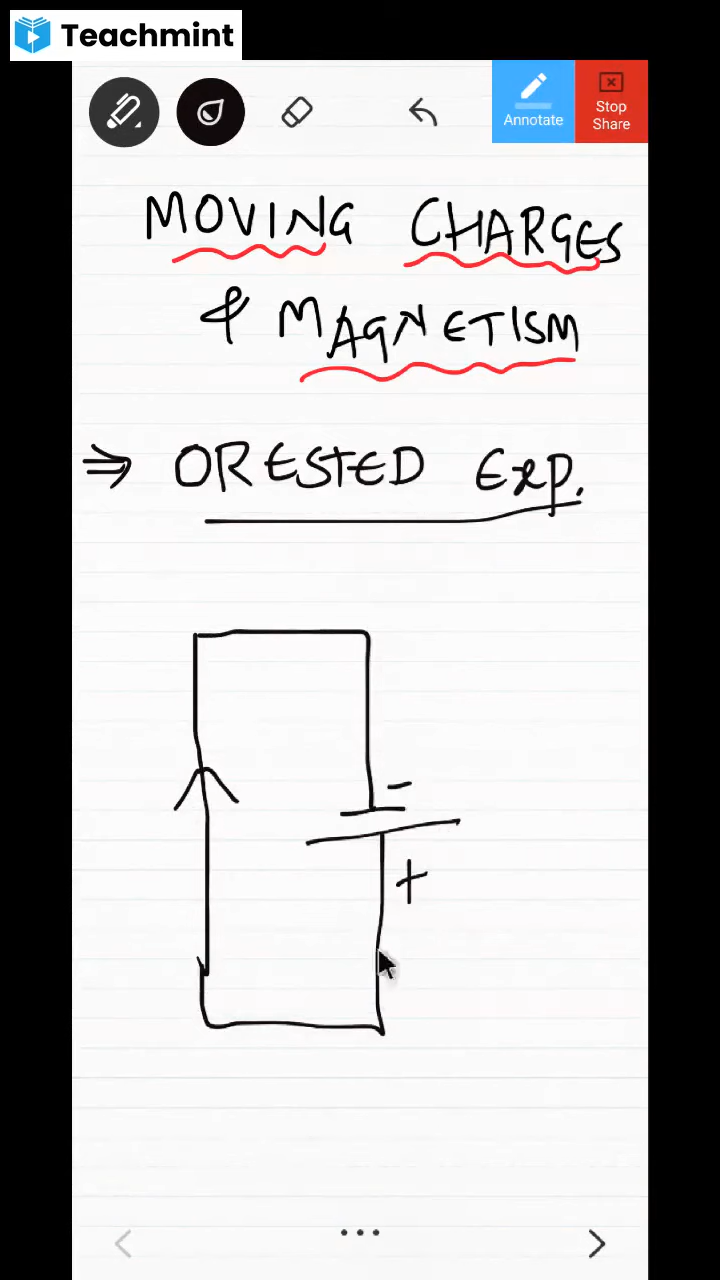 Teachmint
Annotate
Stop
Share
MOVING CHARGES
& MAGNETISM
⇒ ORESTED Exp.
-
+